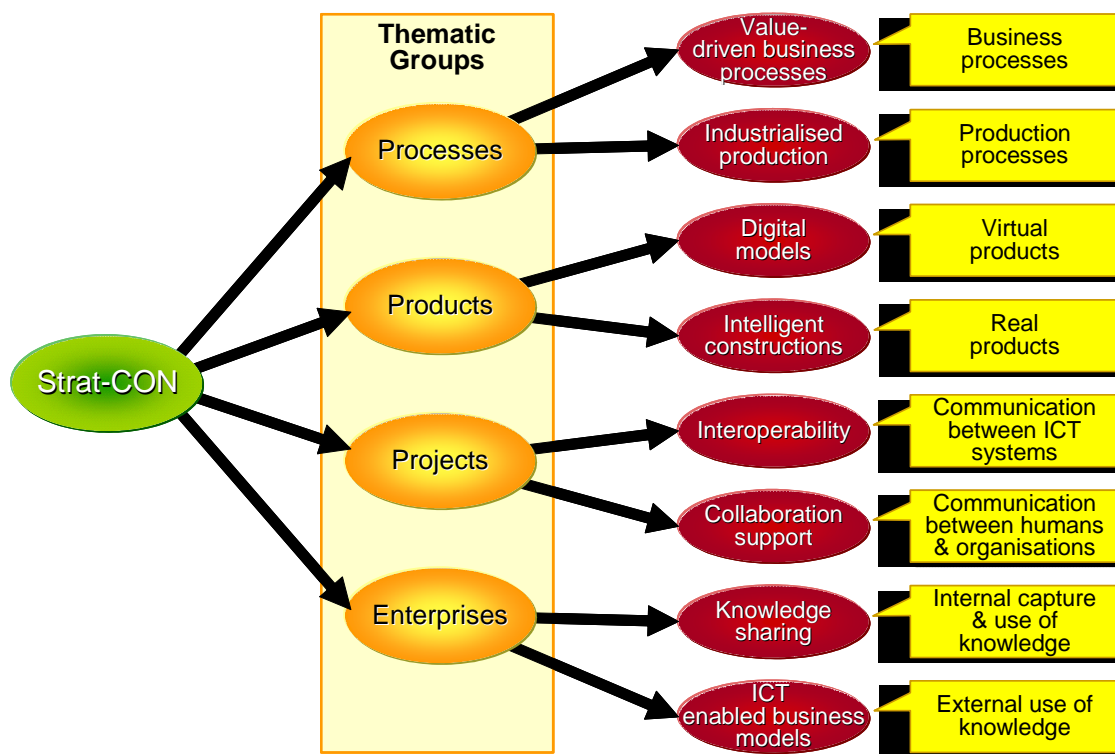 Thematic
Groups
Strat-CON
Processes
Products
Projects
Enterprises
Value-
driven business
processes
Business
processes
Industrialised
production
Production
processes
Digital
models
Virtual
products
Intelligent
constructions
Real
products
Interoperability
Communication
between ICT
systems
Collaboration
support
Communication
between humans
& organisations
Knowledge
sharing
Internal capture
& use of
knowledge
ICT
enabled business
models
External use of
knowledge